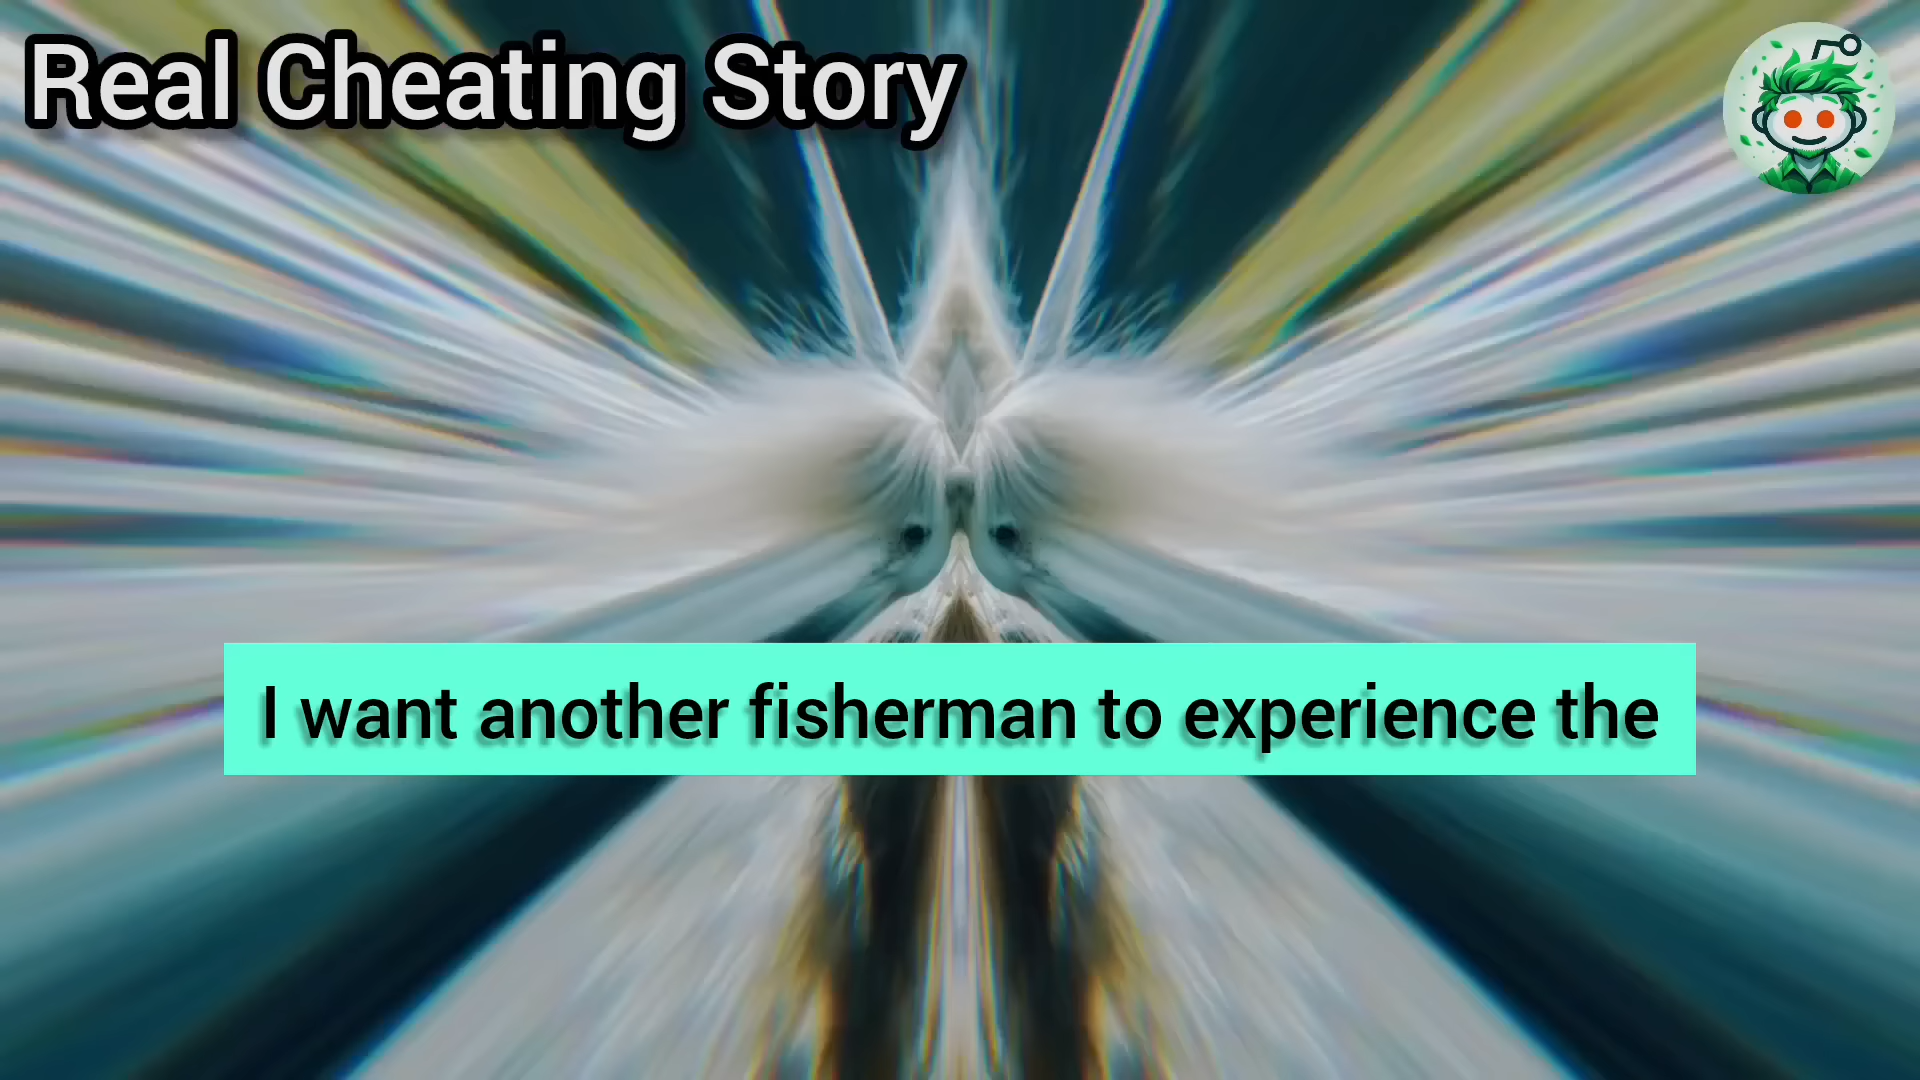 Real Cheating Story
I want another fisherman to experience the